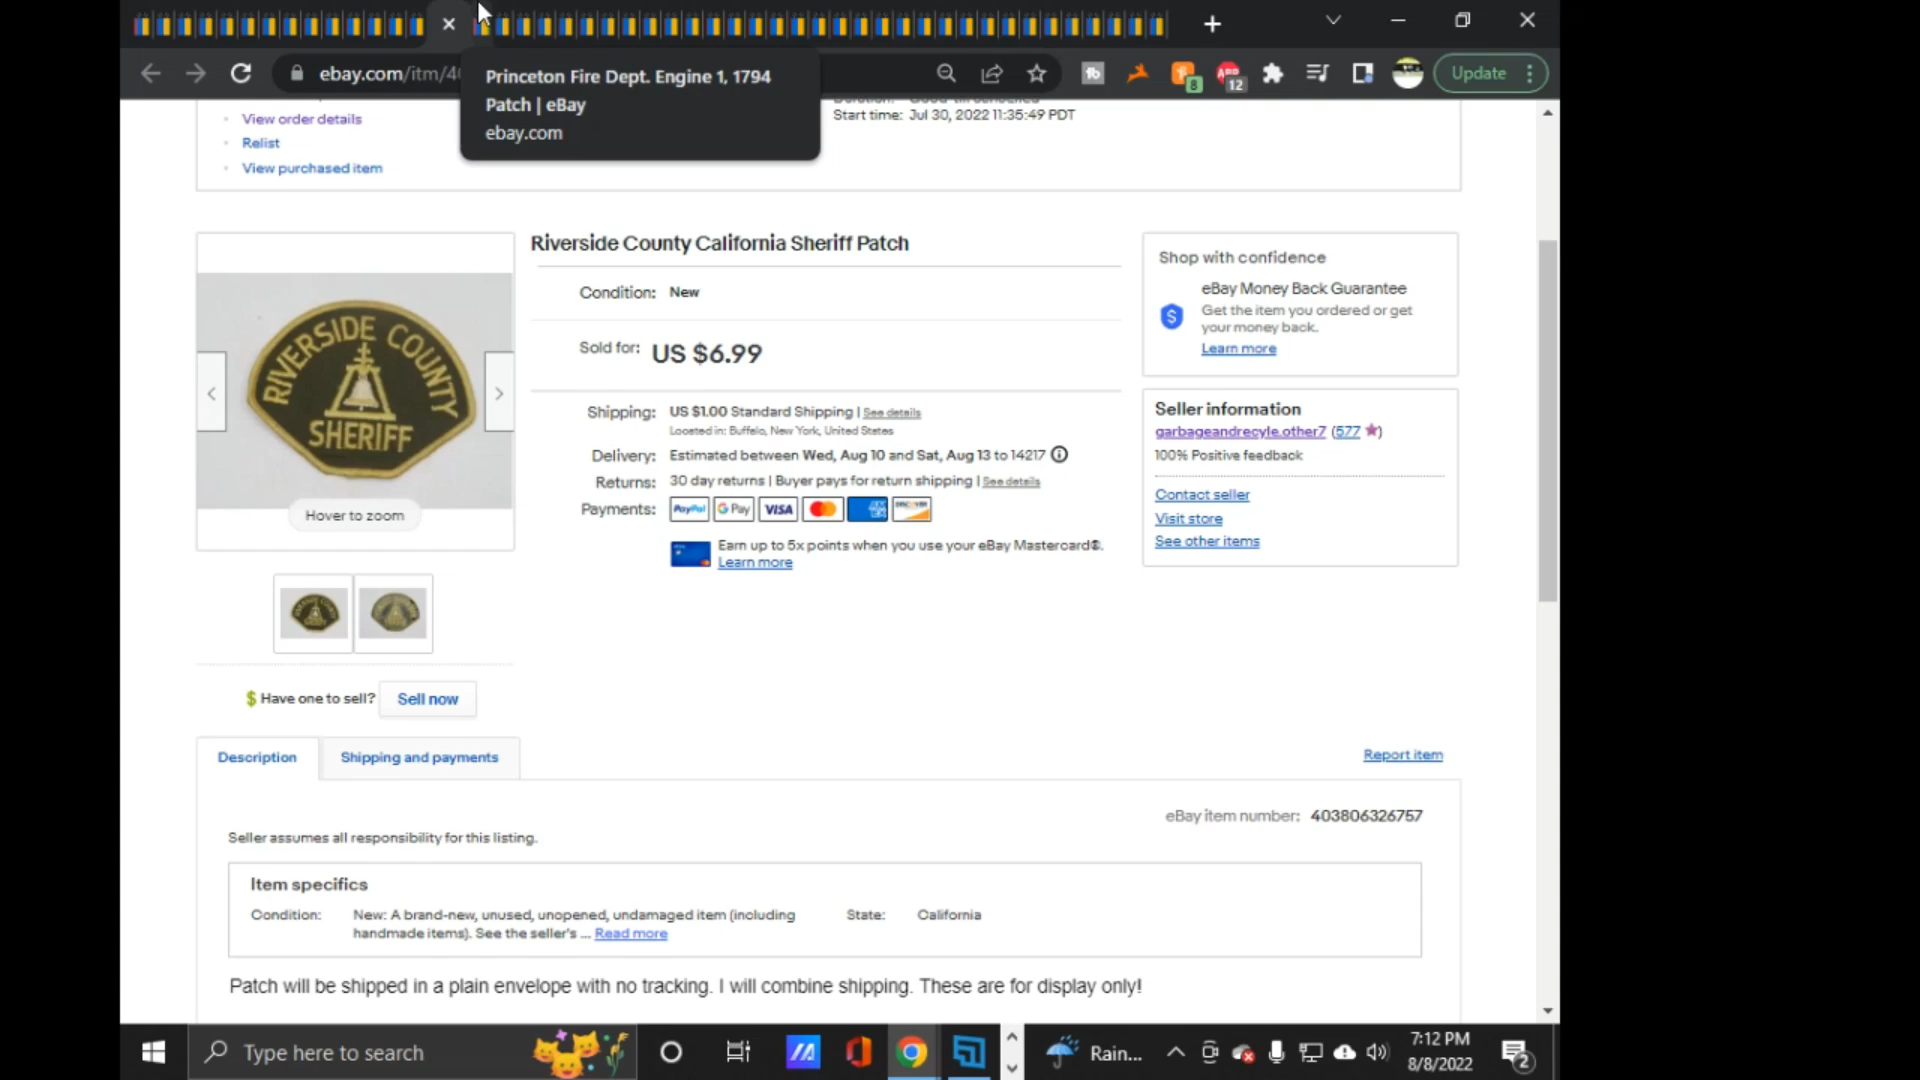 ebay.com/itm/40
Princeton Fire Dept. Engine 1, 1794
Patch | eBay
ebay.com
8
ABP
12
Update
View order details
Relist
View purchased item
Start time: Jul 30, 2022 11:35:49 PDT
Riverside County California Sheriff Patch
Condition: New
Sold for: US $6.99
Shipping: US $1.00 Standard Shipping | See details
Located in: Buffalo, New York, United States
Delivery: Estimated between Wed, Aug 10 and Sat, Aug 13 to 14217
Returns: 30 day returns | Buyer pays for return shipping | See details
Payments: PayPal G Pay VISA
DISCOVER
Earn up to 5x points when you use your eBay Mastercard®.
Learn more
RIVERSIDE COUNTY
SHERIFF
Hover to zoom
$ Have one to sell? Sell now
Shop with confidence
eBay Money Back Guarantee
Get the item you ordered or get
your money back.
Learn more
Seller information
garbageandrecyle.other7 (577)
100% Positive feedback
Contact seller
Visit store
See other items
Description
Shipping and payments
Report item
eBay item number: 403806326757
Seller assumes all responsibility for this listing.
Item specifics
Condition: New: A brand-new, unused, unopened, undamaged item (including
handmade items). See the seller's ... Read more
State: California
Patch will be shipped in a plain envelope with no tracking. I will combine shipping. These are for display only!
Type here to search
Rain...
7:12 PM
8/8/2022
2